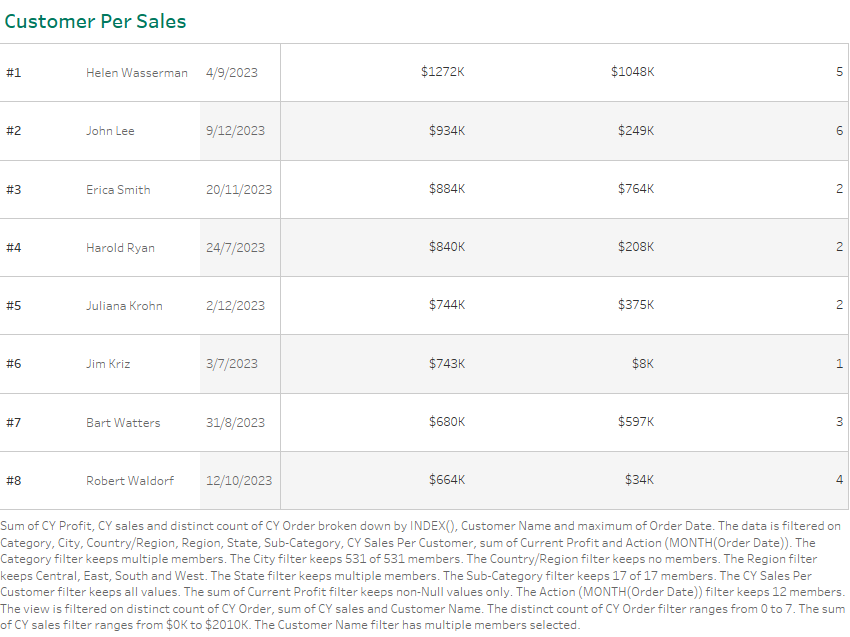 Customer Per Sales
#1 Helen Wasserman 4/9/2023 $1272K $1048K 5
#2 John Lee 9/12/2023 $934K $249K 6
#3 Erica Smith 20/11/2023 $884K $764K 2
#4 Harold Ryan 24/7/2023 $840K $208K 2
#5 Juliana Krohn 2/12/2023 $744K $375K 2
#6 Jim Kriz 3/7/2023 $743K $8K 1
#7 Bart Watters 31/8/2023 $680K $597K 3
#8 Robert Waldorf 12/10/2023 $664K $34K 4
Sum of CY Profit, CY sales and distinct count of CY Order broken down by INDEX(), Customer Name and maximum of Order Date. The data is filtered on
Category, City, Country/Region, Region, State, Sub-Category, CY Sales Per Customer, sum of Current Profit and Action (MONTH(Order Date)). The
Category filter keeps multiple members. The City filter keeps 531 of 531 members. The Country/Region filter keeps no members. The Region filter
keeps Central, East, South and West. The State filter keeps multiple members. The Sub-Category filter keeps 17 of 17 members. The CY Sales Per
Customer filter keeps all values. The sum of Current Profit filter keeps non-Null values only. The Action (MONTH(Order Date)) filter keeps 12 members.
The view is filtered on distinct count of CY Order, sum of CY sales and Customer Name. The distinct count of CY Order filter ranges from 0 to 7. The sum
of CY sales filter ranges from $0K to $2010K. The Customer Name filter has multiple members selected.